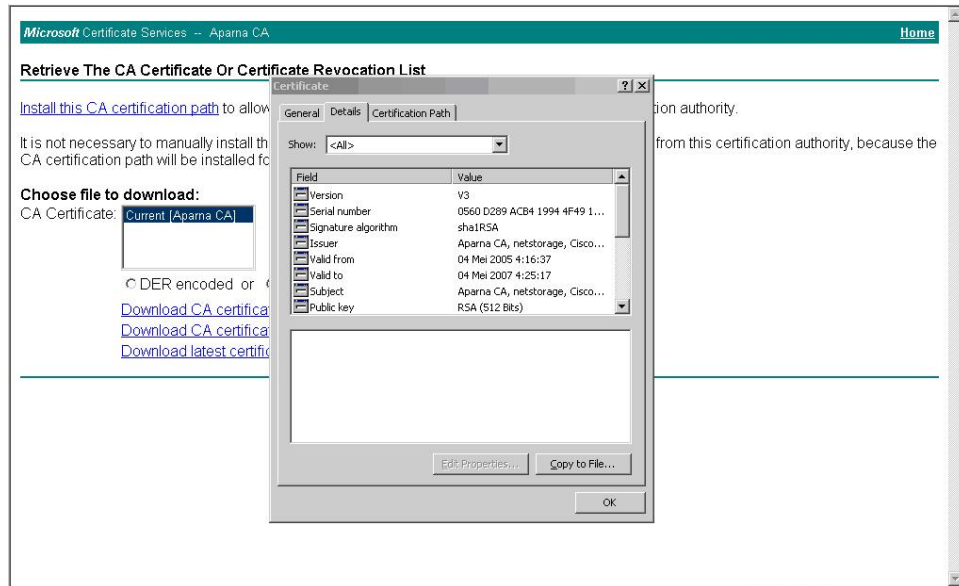 Microsoft Certificate Services -- Aparna CA Home
Retrieve The CA Certificate Or Certificate Revocation List
Install this CA certification path to allow
tion authority.
It is not necessary to manually install th
from this certification authority, because the
CA certification path will be installed fo
Choose file to download:
CA Certificate: Current [Aparna CA]
DER encoded or
Download CA certifica
Download CA certifica
Download latest certific
Certificate
General Details Certification Path
Show: <All>
Field Value
Version V3
Serial number 0560 D289 ACB4 1994 4F49 1...
Signature algorithm sha1RSA
Issuer Aparna CA, netstorage, Cisco...
Valid from 04 Mei 2005 4:16:37
Valid to 04 Mei 2007 4:25:17
Subject Aparna CA, netstorage, Cisco...
Public key RSA (512 Bits)
Edit Properties... Copy to File...
OK